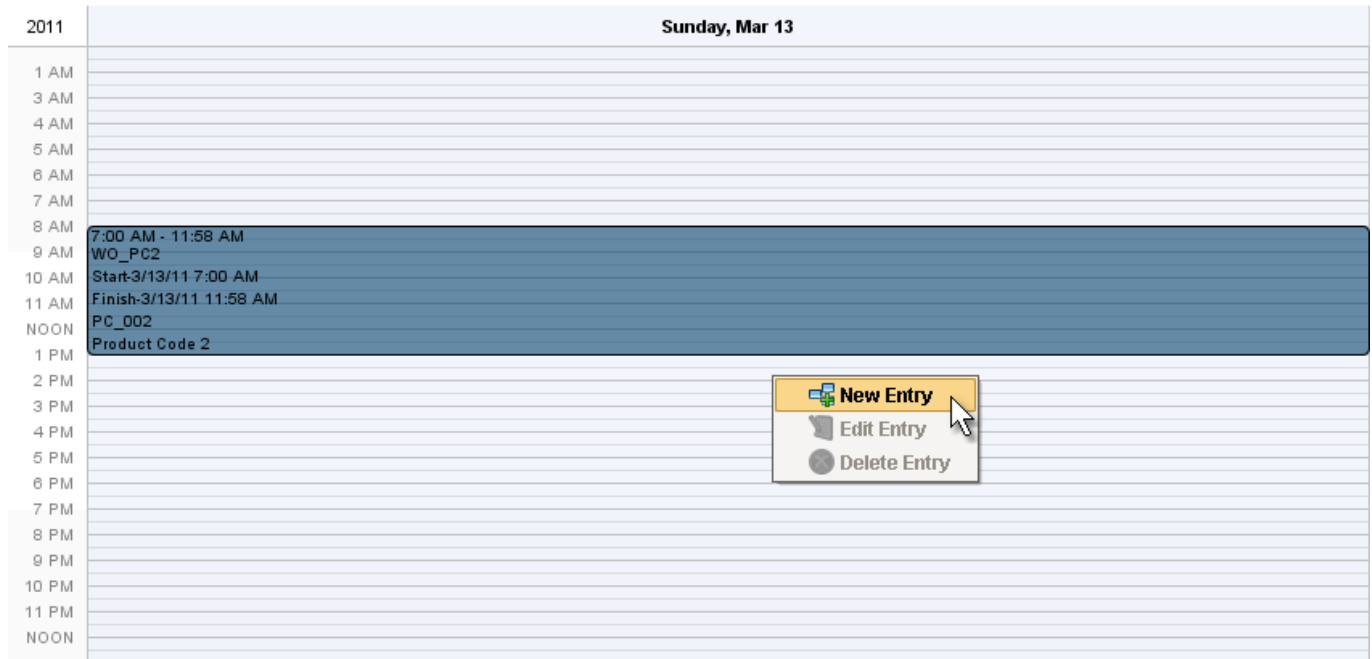 2011
Sunday, Mar 13
1 AM
3 AM
4 AM
5 AM
6 AM
7 AM
8 AM
7:00 AM - 11:58 AM
9 AM
WO_PC2
10 AM
Start-3/13/11 7:00 AM
11 AM
Finish-3/13/11 11:58 AM
NOON
PC_002
1 PM
Product Code 2
2 PM
New Entry
3 PM
4 PM
Edit Entry
5 PM
Delete Entry
6 PM
7 PM
8 PM
9 PM
10 PM
11 PM
NOON